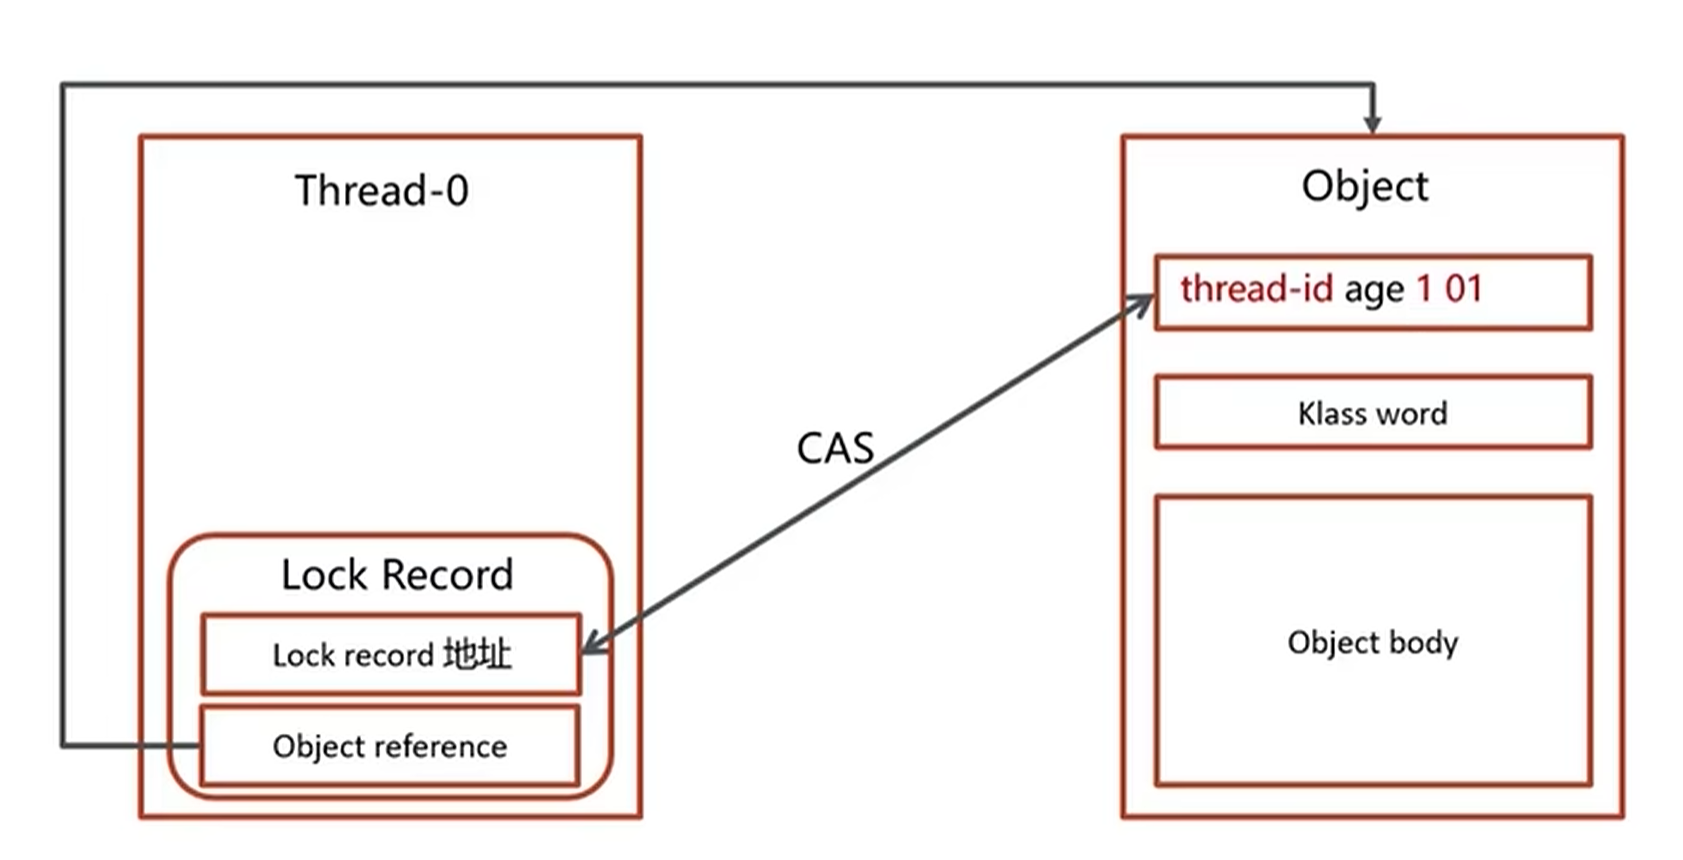 Thread-0
Lock Record
Lock record 地址
Object reference
CAS
Object
thread-id age 1 01
Klass word
Object body